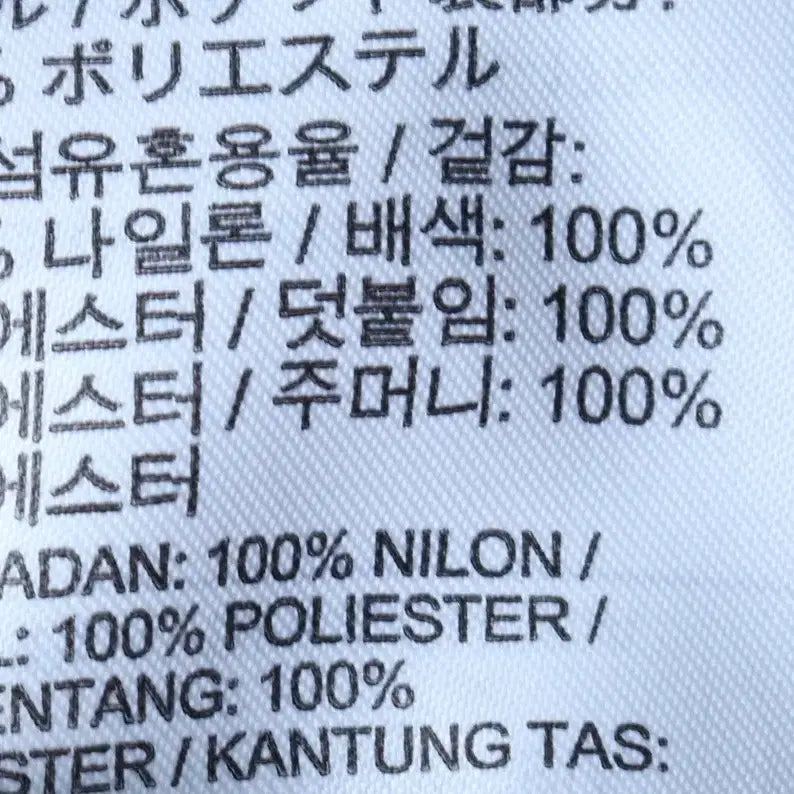 % ポリエステル
섬유혼용율 / 겉감:
% 나일론 / 배색: 100%
에스터 / 덧붙임: 100%
에스터 / 주머니: 100%
에스터
ADAN: 100% NILON /
L: 100% POLIESTER /
ENTANG: 100%
STER / KANTUNG TAS: